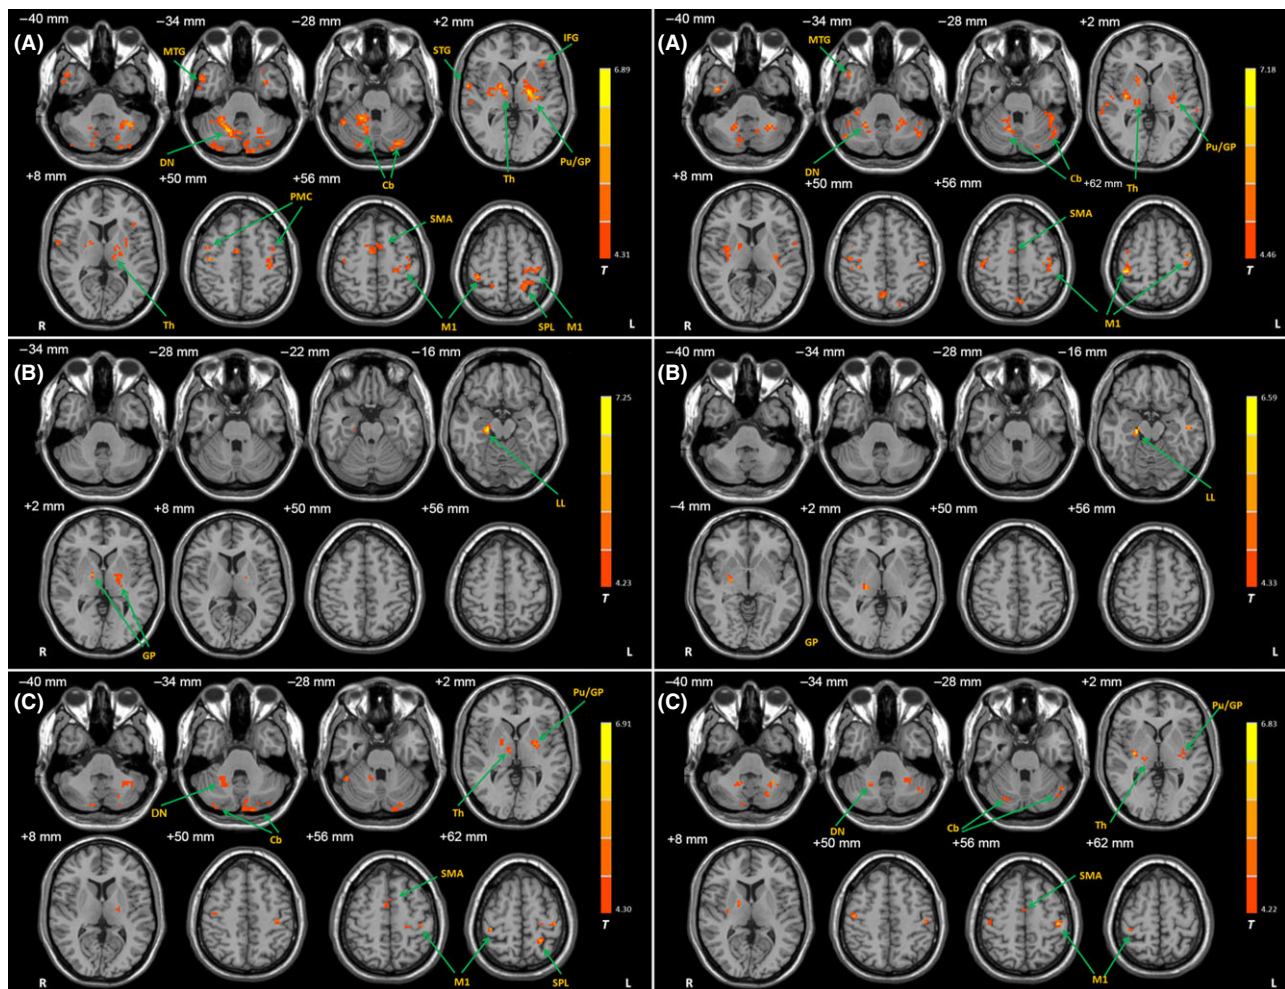 −40 mm −34 mm −28 mm +2 mm
(A)
MTG
STG
IFG
6.89
DN
Cb
Th
Pu/GP
+8 mm +50 mm +56 mm
PMC
SMA
4.31
T
Th
M1
SPL
M1
R
L
−40 mm −34 mm −28 mm +2 mm
(A)
MTG
7.18
Pu/GP
DN
Cb
+62 mm
Th
+8 mm +50 mm +56 mm
SMA
4.46
T
M1
R
L
−34 mm −28 mm −22 mm −16 mm
(B)
7.25
LL
+2 mm +8 mm +50 mm +56 mm
4.23
T
GP
R
L
−40 mm −34 mm −28 mm −16 mm
(B)
6.59
LL
−4 mm +2 mm +50 mm +56 mm
4.33
T
GP
R
L
−40 mm −34 mm −28 mm +2 mm
(C)
Pu/GP
6.91
DN
Cb
Th
+8 mm +50 mm +56 mm +62 mm
SMA
4.30
T
M1
SPL
R
L
−40 mm −34 mm −28 mm +2 mm
(C)
Pu/GP
6.83
DN
Cb
Th
+8 mm +50 mm +56 mm +62 mm
SMA
4.22
T
M1
R
L